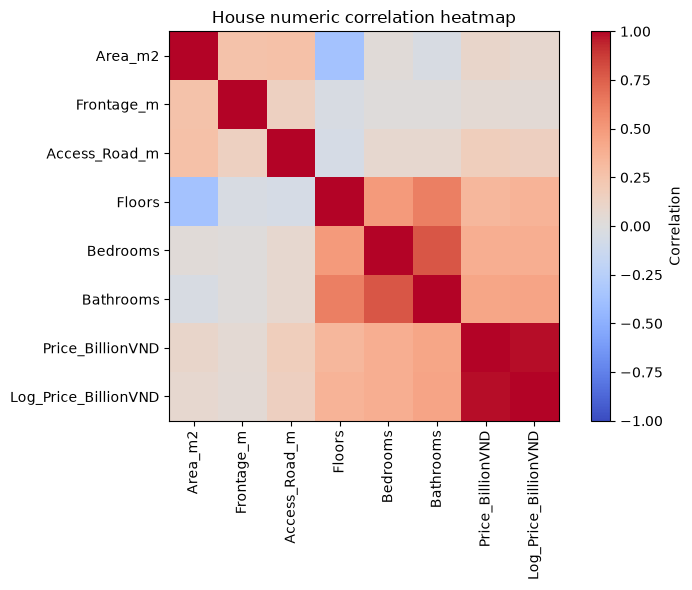 House numeric correlation heatmap
Area_m2
Frontage_m
Access_Road_m
Floors
Bedrooms
Bathrooms
Price_BillionVND
Log_Price_BillionVND
Area_m2
Frontage_m
Access_Road_m
Floors
Bedrooms
Bathrooms
Price_BillionVND
Log_Price_BillionVND
1.00
0.75
0.50
0.25
0.00
−0.25
−0.50
−0.75
−1.00
Correlation